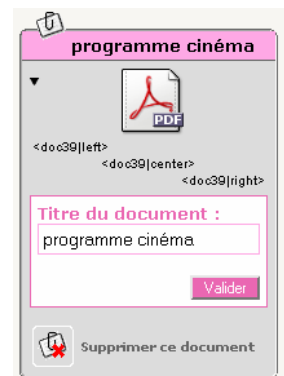 programme cinéma
PDF
<doc39|left>
<doc39|center>
<doc39|right>
Titre du document :
programme cinéma
Valider
Supprimer ce document